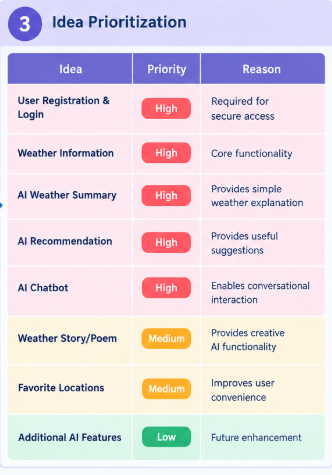 3 Idea Prioritization
Idea Priority Reason
User Registration & Login High Required for secure access
Weather Information High Core functionality
AI Weather Summary High Provides simple weather explanation
AI Recommendation High Provides useful suggestions
AI Chatbot High Enables conversational interaction
Weather Story/Poem Medium Provides creative AI functionality
Favorite Locations Medium Improves user convenience
Additional AI Features Low Future enhancement